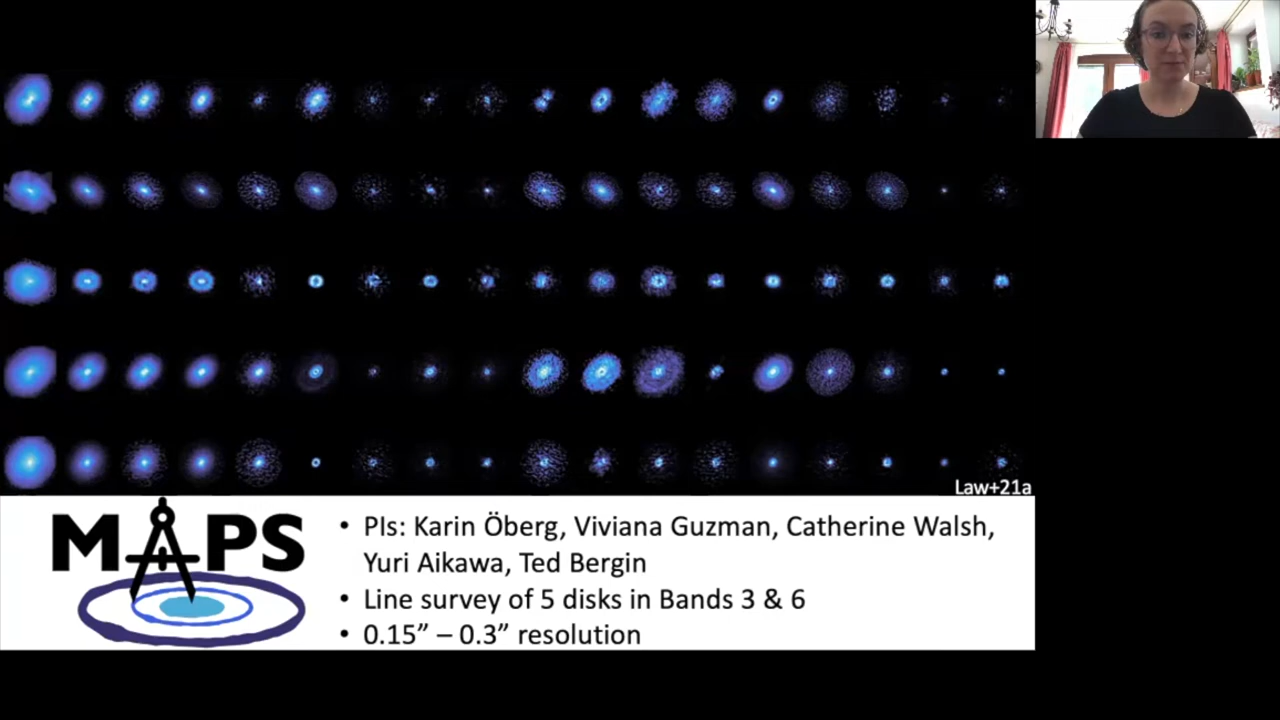 Law+21a
MAPS
• PIs: Karin Öberg, Viviana Guzman, Catherine Walsh,
Yuri Aikawa, Ted Bergin
• Line survey of 5 disks in Bands 3 & 6
• 0.15” – 0.3” resolution